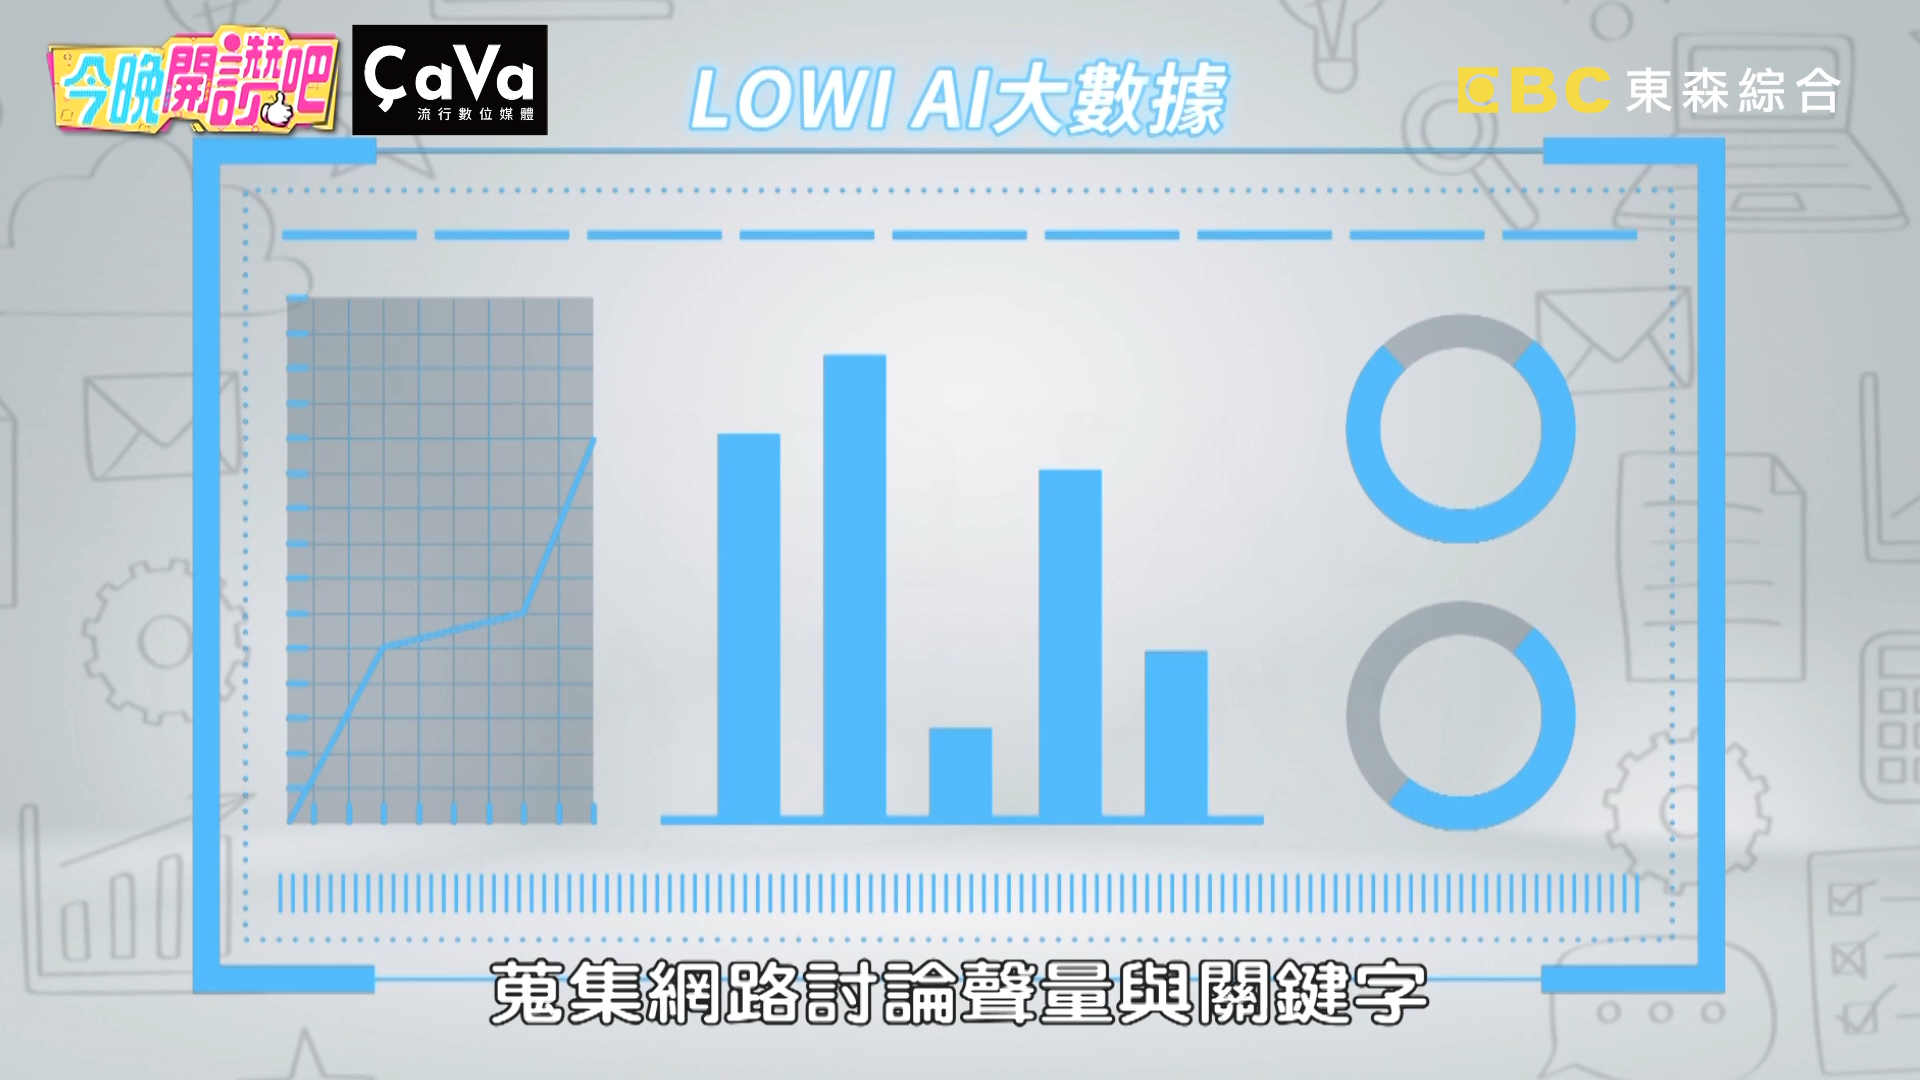 今晚開讚吧
ÇaVa
流行數位媒體
LOWI AI大數據
EBC 東森綜合
蒐集網路討論聲量與關鍵字